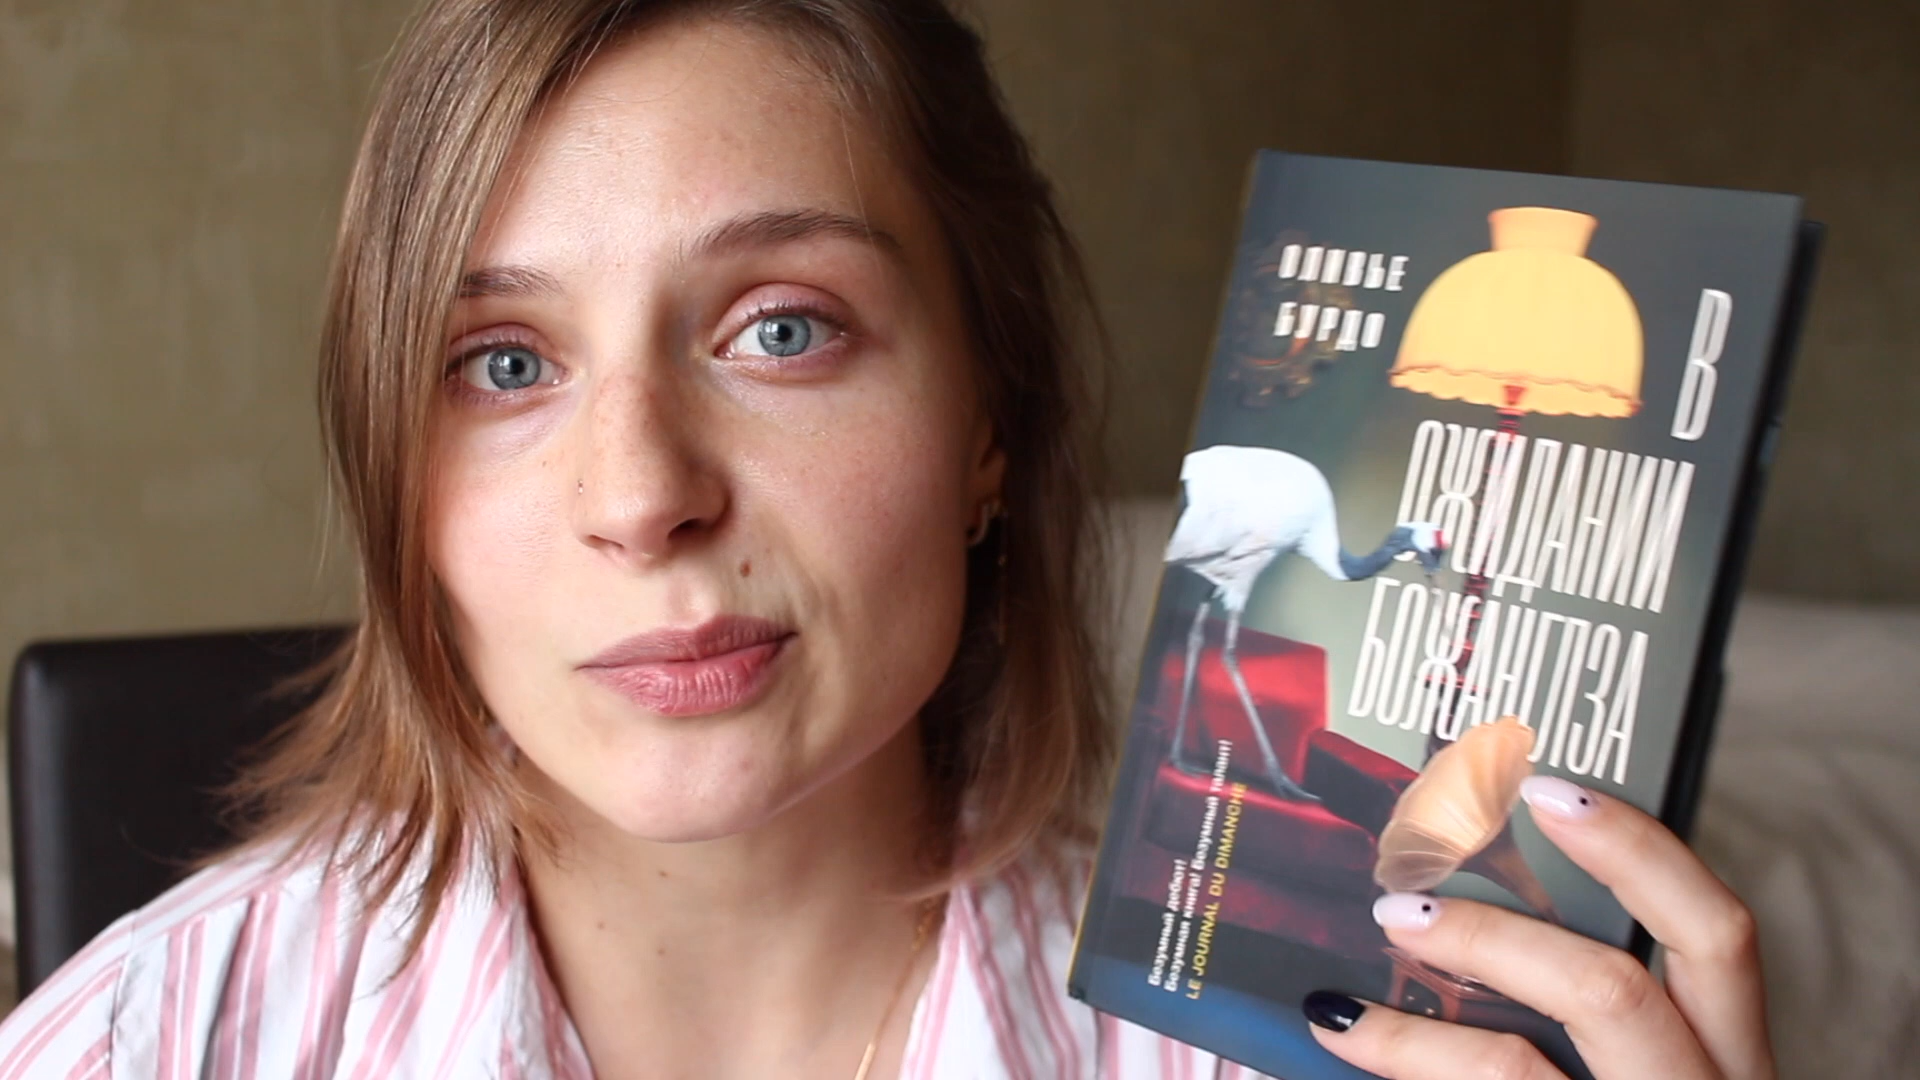 ОЛИВЬЕ
БУРДО
В
ОЖИДАНИИ
БОЖАНГЛЗА
Безумный дебют!
Безумная книга! Безумный талант!
LE JOURNAL DU DIMANCHE